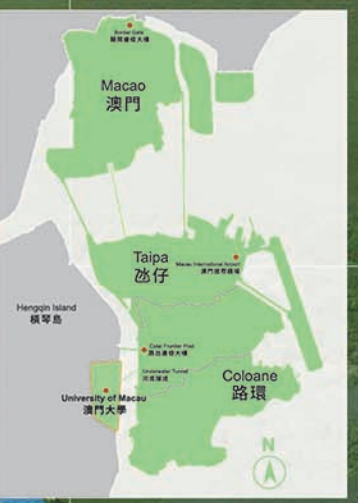 Border Gate
關閘邊檢大樓
Macao
澳門
Taipa
氹仔
Macau International Airport
澳門國際機場
Hengqin Island
橫琴島
Cotai Frontier Post
路氹邊檢大樓
Underwater Tunnel
河底隧道
University of Macau
澳門大學
Coloane
路環
N